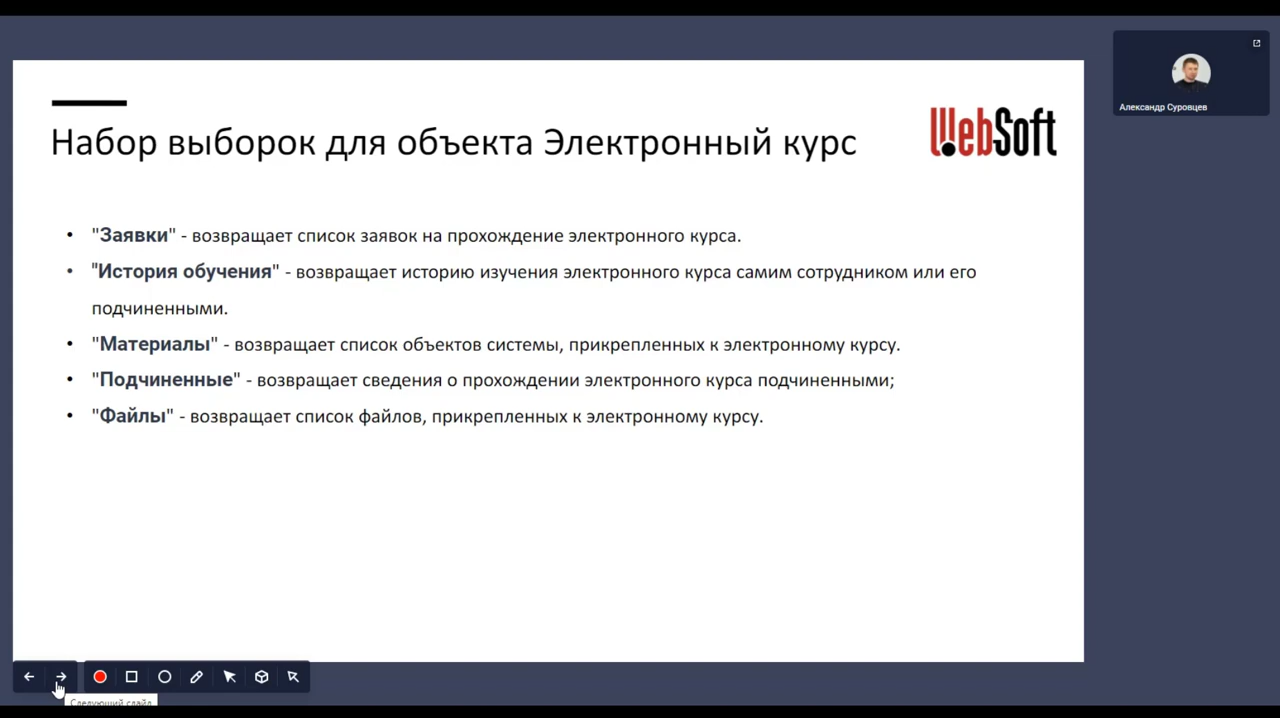 Набор выборок для объекта Электронный курс
WebSoft
Александр Суровцев
• "Заявки" - возвращает список заявок на прохождение электронного курса.
• "История обучения" - возвращает историю изучения электронного курса самим сотрудником или его
подчиненными.
• "Материалы" - возвращает список объектов системы, прикрепленных к электронному курсу.
• "Подчиненные" - возвращает сведения о прохождении электронного курса подчиненными;
• "Файлы" - возвращает список файлов, прикрепленных к электронному курсу.
Следующий слайд